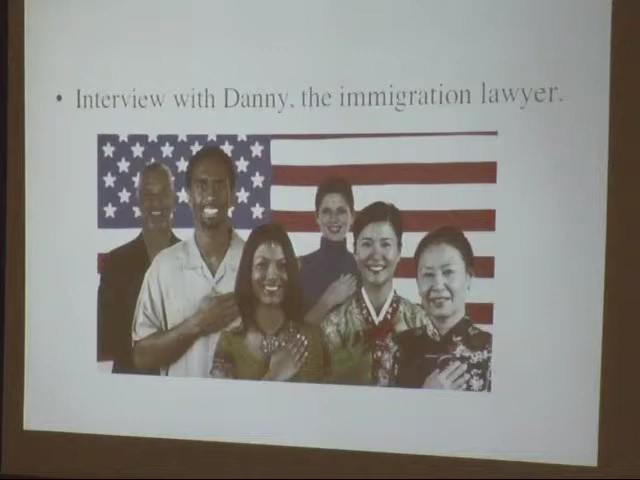 • Interview with Danny, the immigration lawyer.